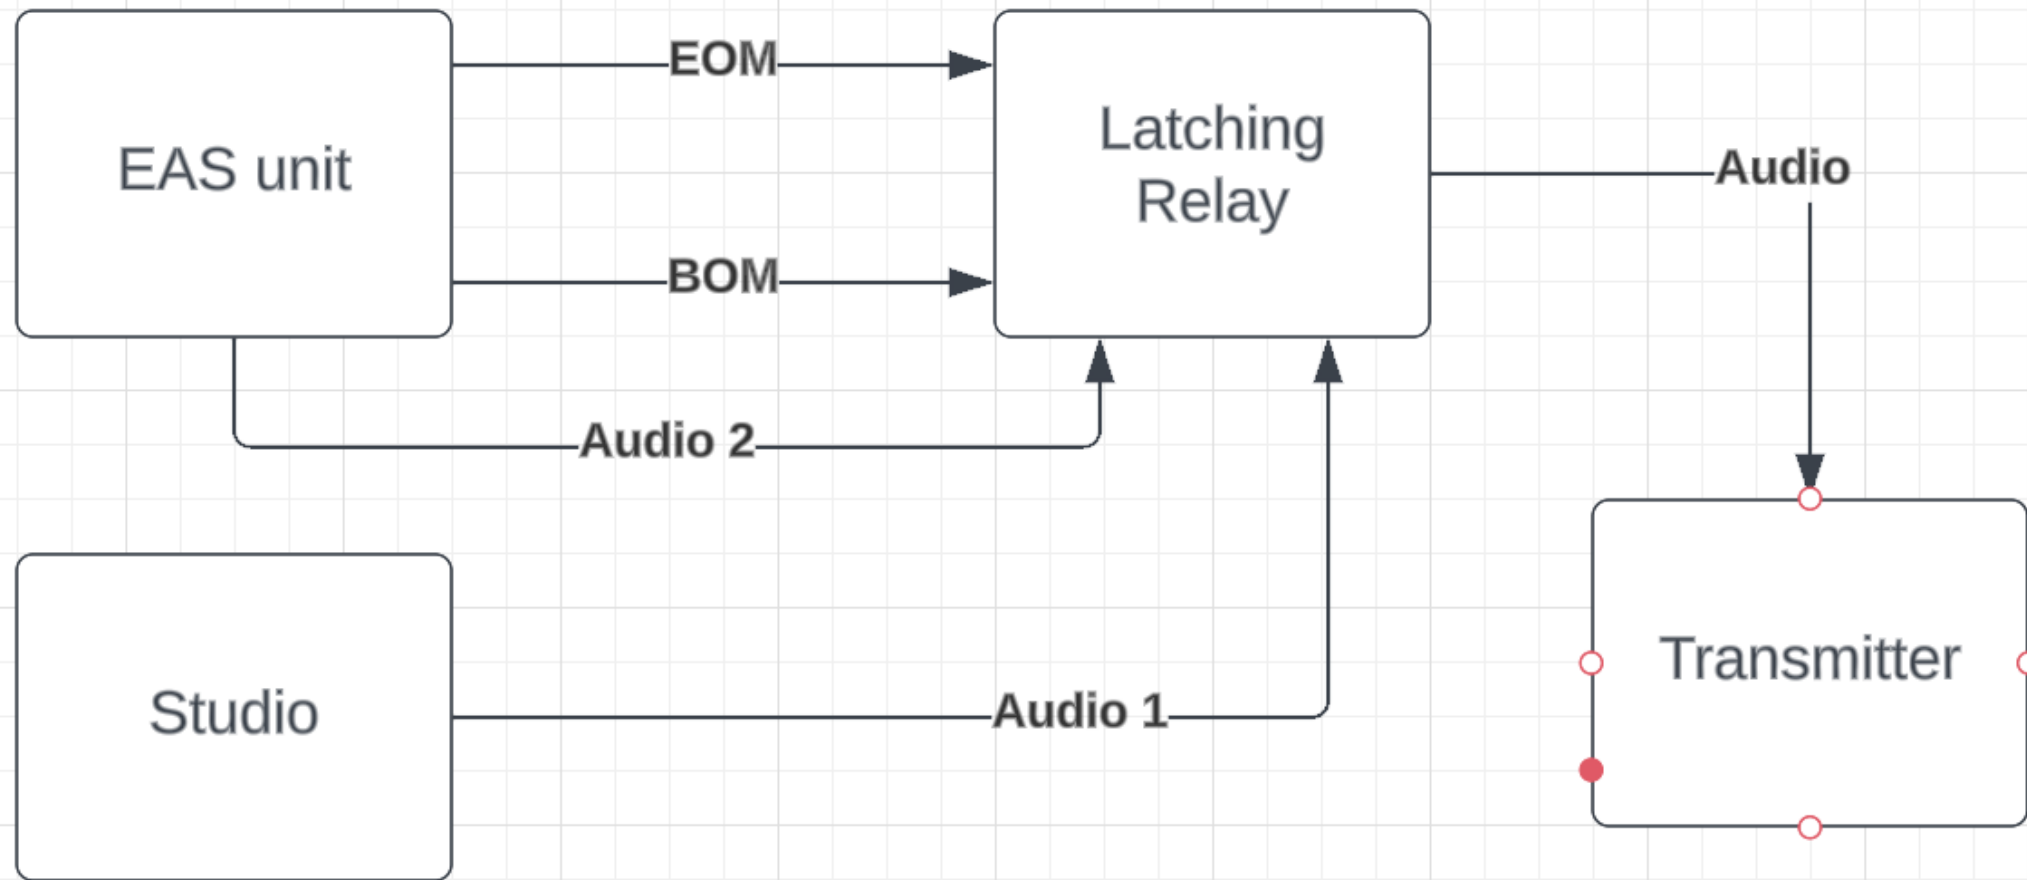 EOM
EAS unit
BOM
Latching
Relay
Audio
Audio 2
Studio
Audio 1
Transmitter